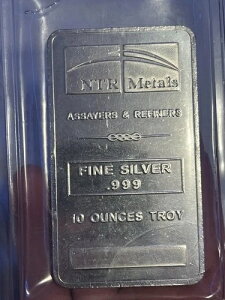 NTR Metals
ASSAYERS & REFINERS
FINE SILVER
.999
10 OUNCES TROY